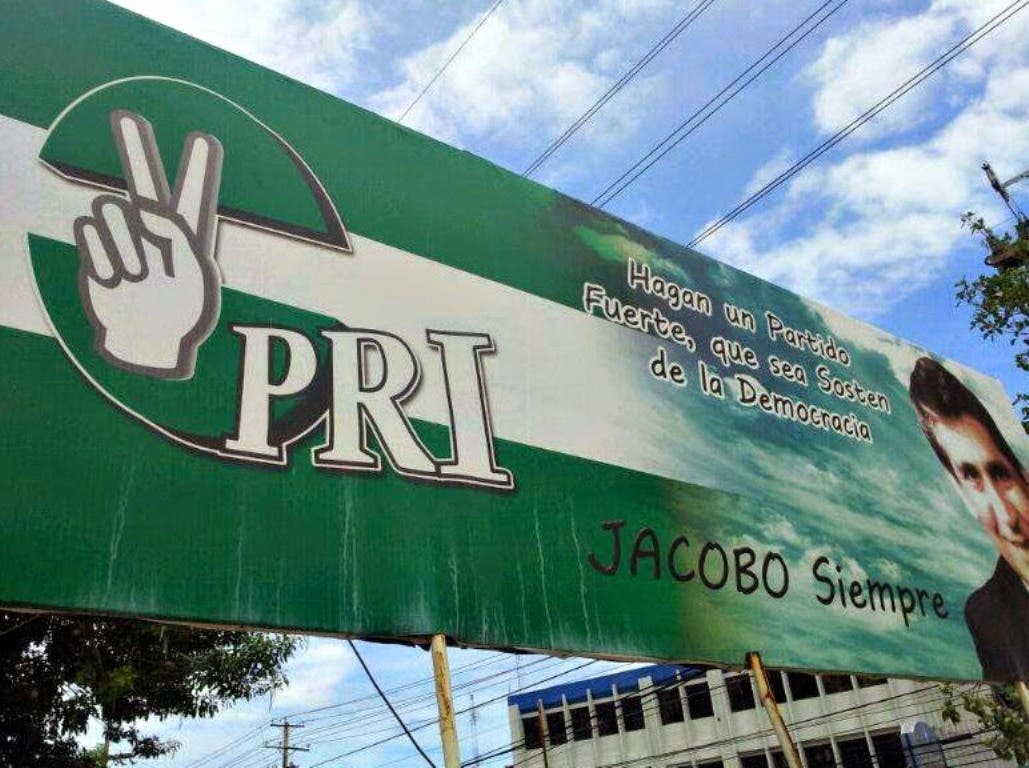 PRI
Hagan un Partido
Fuerte, que sea Sosten
de la Democracia
JACOBO Siempre